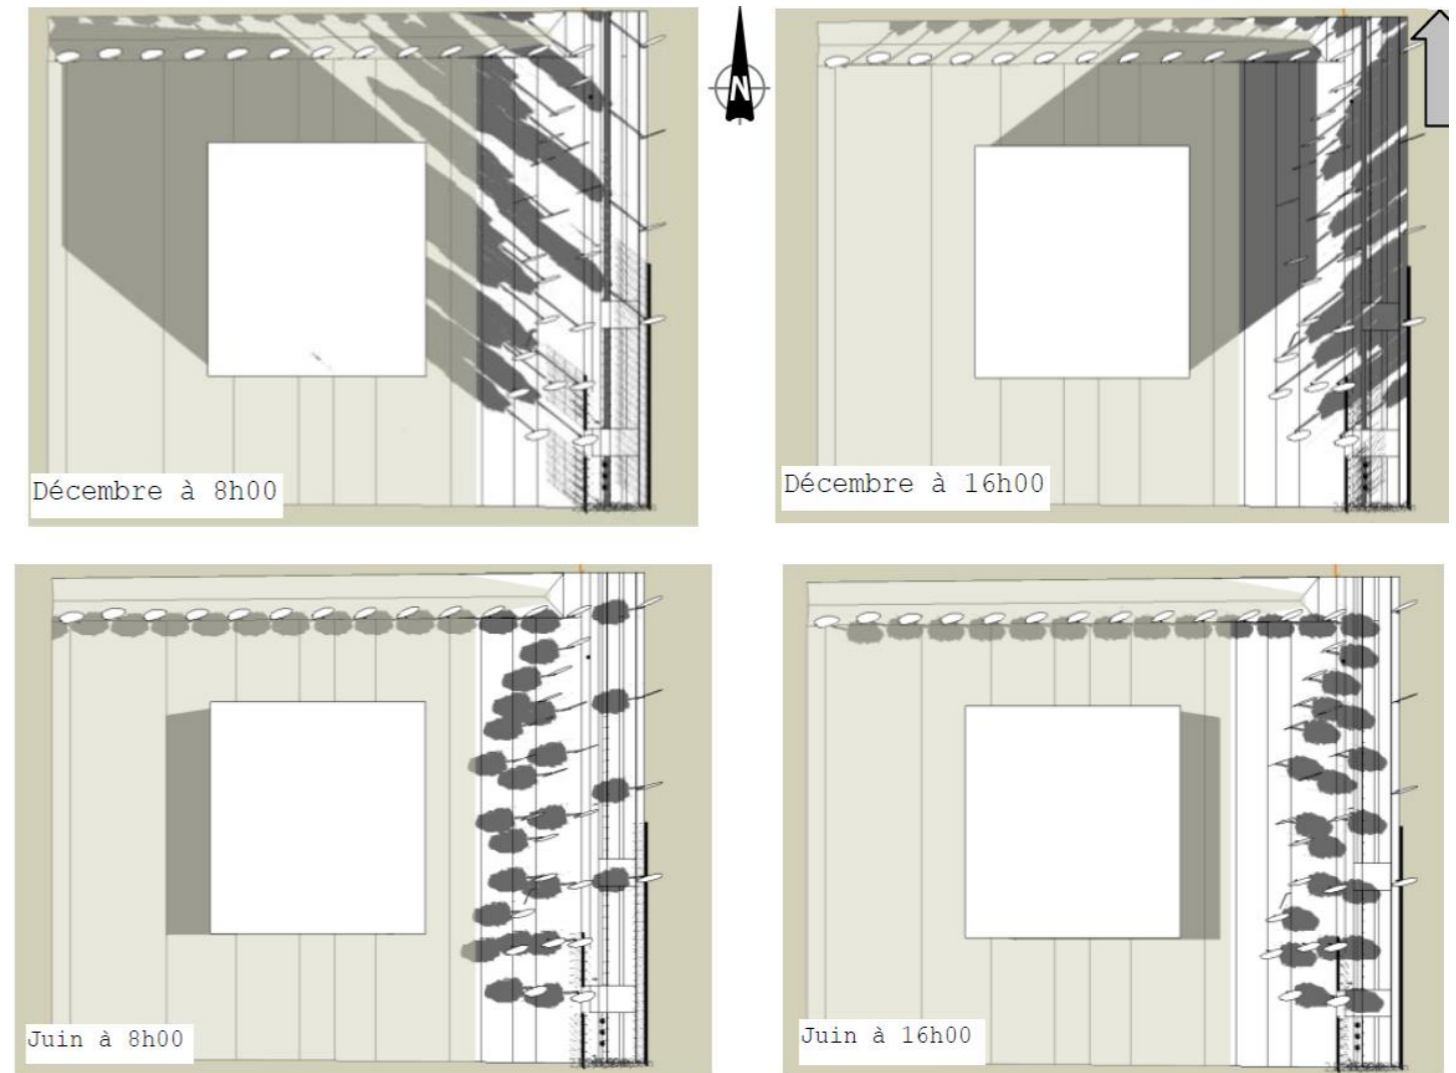 N
Décembre à 8h00
Décembre à 16h00
Juin à 8h00
Juin à 16h00